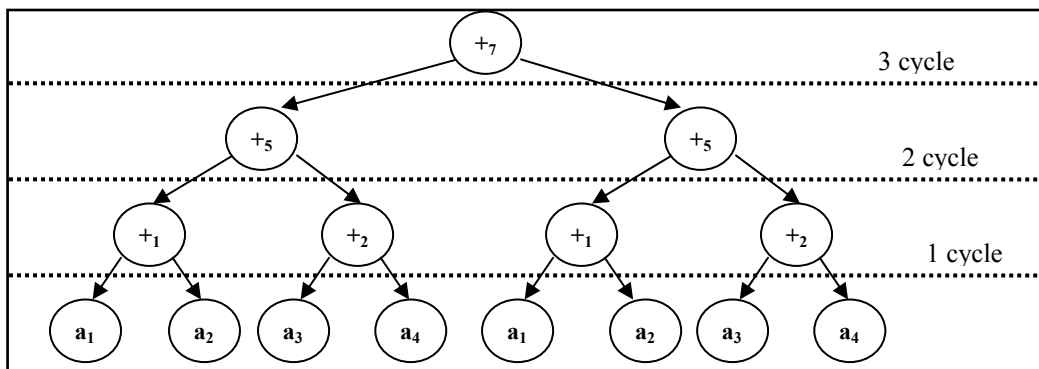 +₇
3 cycle
+₅ +₅
2 cycle
+₁ +₂ +₁ +₂
1 cycle
a₁ a₂ a₃ a₄ a₁ a₂ a₃ a₄